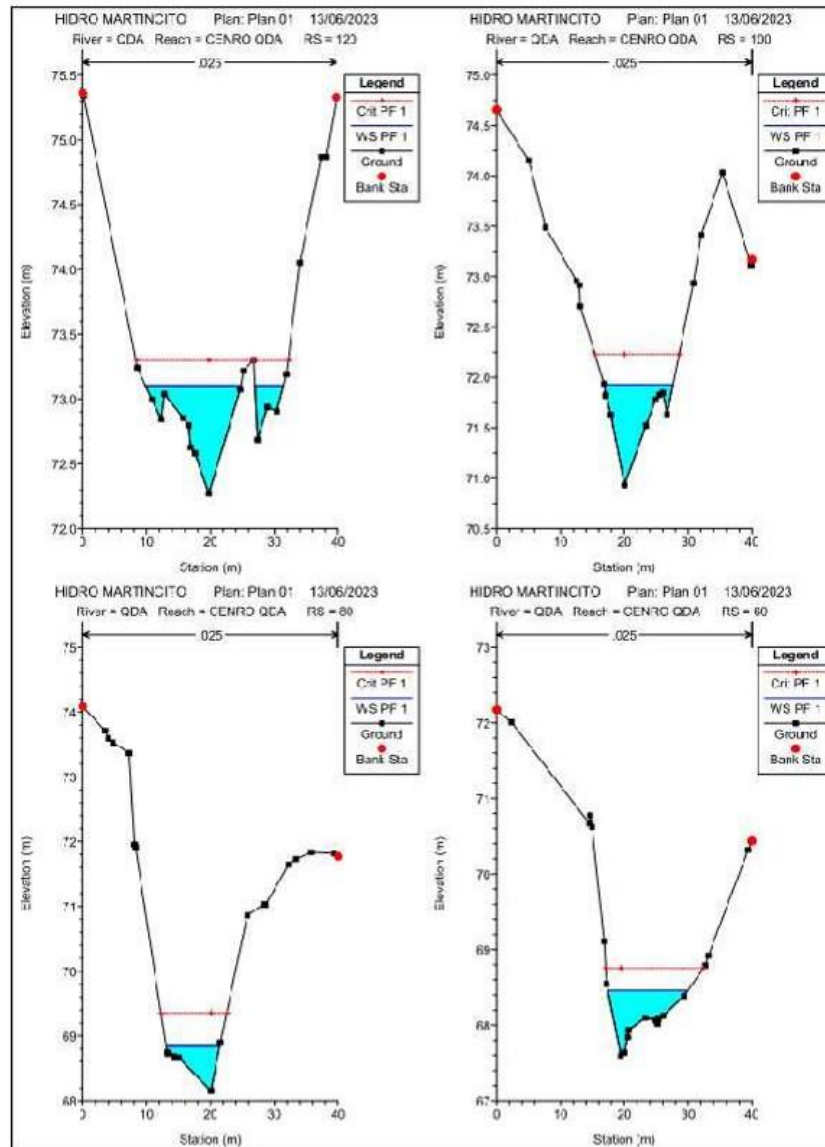 HIDRO MARTINCITO Plan: Plan 01 13/06/2023
River = QDA Reach = CENRO QDA RS = 120
.025
Legend
Crit PF 1
WS PF 1
Ground
Bank Sta
Elevation (m)
75.5
75.0
74.5
74.0
73.5
73.0
72.5
72.0
0 10 20 30 40
Station (m)
HIDRO MARTINCITO Plan: Plan 01 13/06/2023
River = QDA Reach = CENRO QDA RS = 100
.025
Legend
Crit PF 1
WS PF 1
Ground
Bank Sta
Elevation (m)
75.0
74.5
74.0
73.5
73.0
72.5
72.0
71.5
71.0
70.5
0 10 20 30 40
Station (m)
HIDRO MARTINCITO Plan: Plan 01 13/06/2023
River = QDA Reach = CENRO QDA RS = 80
.025
Legend
Crit PF 1
WS PF 1
Ground
Bank Sta
Elevation (m)
75
74
73
72
71
70
69
68
0 10 20 30 40
Station (m)
HIDRO MARTINCITO Plan: Plan 01 13/06/2023
River = QDA Reach = CENRO QDA RS = 60
.025
Legend
Crit PF 1
WS PF 1
Ground
Bank Sta
Elevation (m)
73
72
71
70
69
68
67
0 10 20 30 40
Station (m)